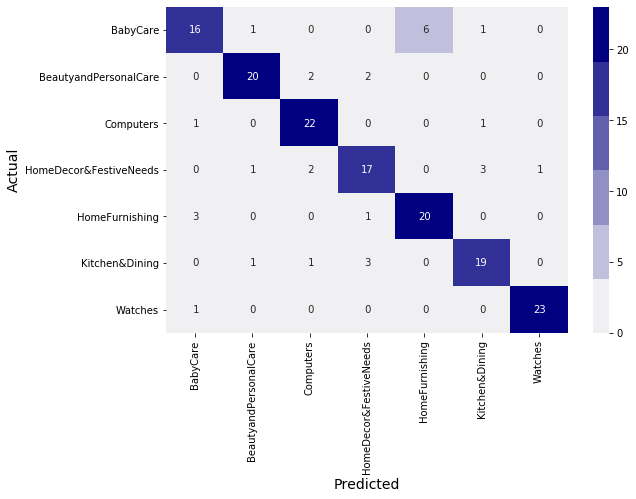 BabyCare 16 1 0 0 6 1 0
BeautyandPersonalCare 0 20 2 2 0 0 0
Computers 1 0 22 0 0 1 0
HomeDecor&FestiveNeeds 0 1 2 17 0 3 1
HomeFurnishing 3 0 0 1 20 0 0
Kitchen&Dining 0 1 1 3 0 19 0
Watches 1 0 0 0 0 0 23
Actual
BabyCare
BeautyandPersonalCare
Computers
HomeDecor&FestiveNeeds
HomeFurnishing
Kitchen&Dining
Watches
Predicted
20
15
10
5
0